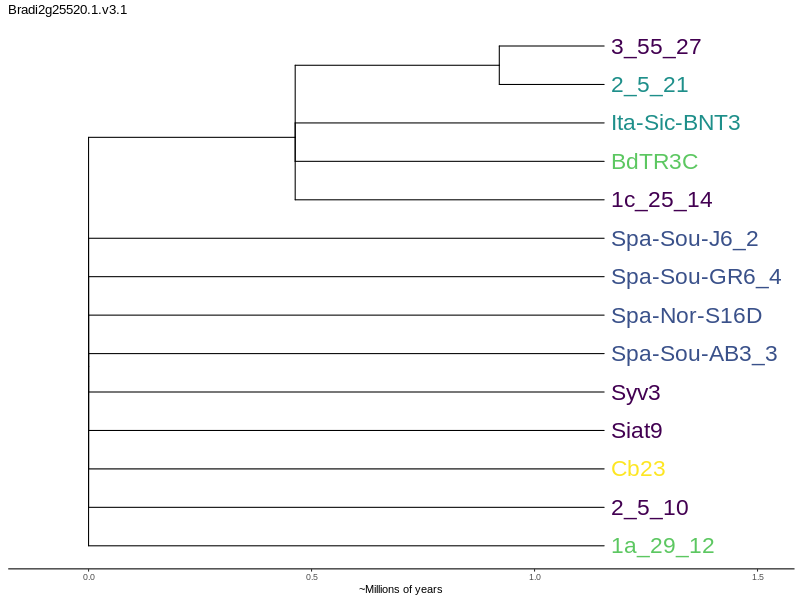 Bradi2g25520.1.v3.1
3_55_27
2_5_21
Ita-Sic-BNT3
BdTR3C
1c_25_14
Spa-Sou-J6_2
Spa-Sou-GR6_4
Spa-Nor-S16D
Spa-Sou-AB3_3
Syv3
Siat9
Cb23
2_5_10
1a_29_12
0.0 0.5 1.0 1.5
~Millions of years